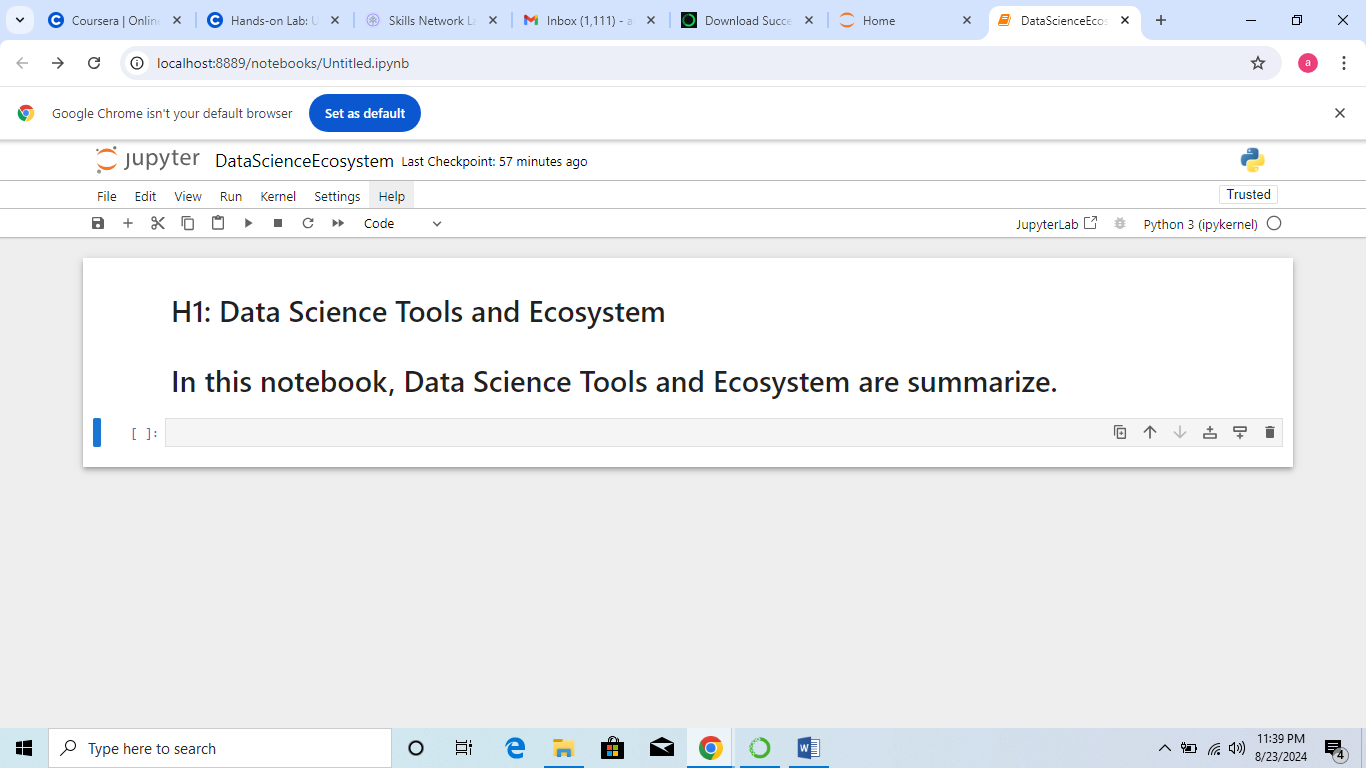 Coursera | Online
Hands-on Lab: U
Skills Network La
Inbox (1,111) - a
Download Succe
Home
DataScienceEcos
localhost:8889/notebooks/Untitled.ipynb
a
Google Chrome isn't your default browser
Set as default
jupyter DataScienceEcosystem Last Checkpoint: 57 minutes ago
File Edit View Run Kernel Settings Help
Trusted
Code
JupyterLab
Python 3 (ipykernel)
H1: Data Science Tools and Ecosystem
In this notebook, Data Science Tools and Ecosystem are summarize.
[ ]:
Type here to search
11:39 PM
8/23/2024
4